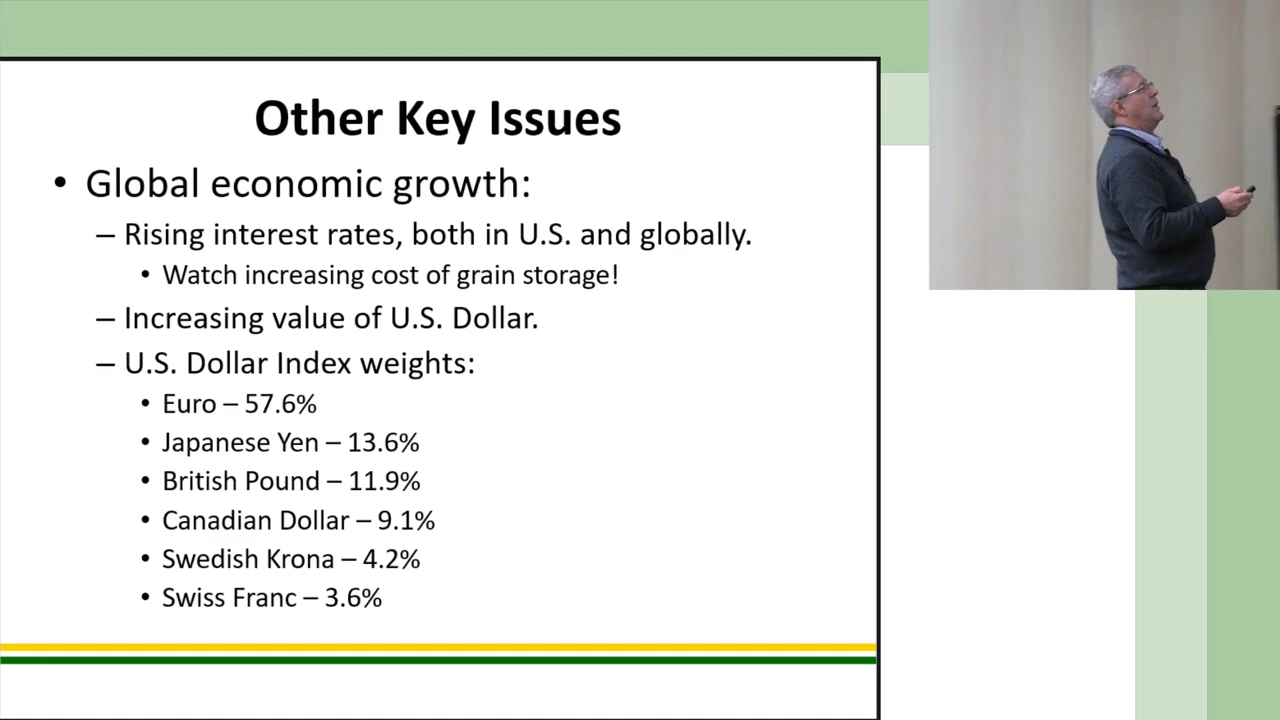 Other Key Issues
• Global economic growth:
– Rising interest rates, both in U.S. and globally.
• Watch increasing cost of grain storage!
– Increasing value of U.S. Dollar.
– U.S. Dollar Index weights:
• Euro – 57.6%
• Japanese Yen – 13.6%
• British Pound – 11.9%
• Canadian Dollar – 9.1%
• Swedish Krona – 4.2%
• Swiss Franc – 3.6%